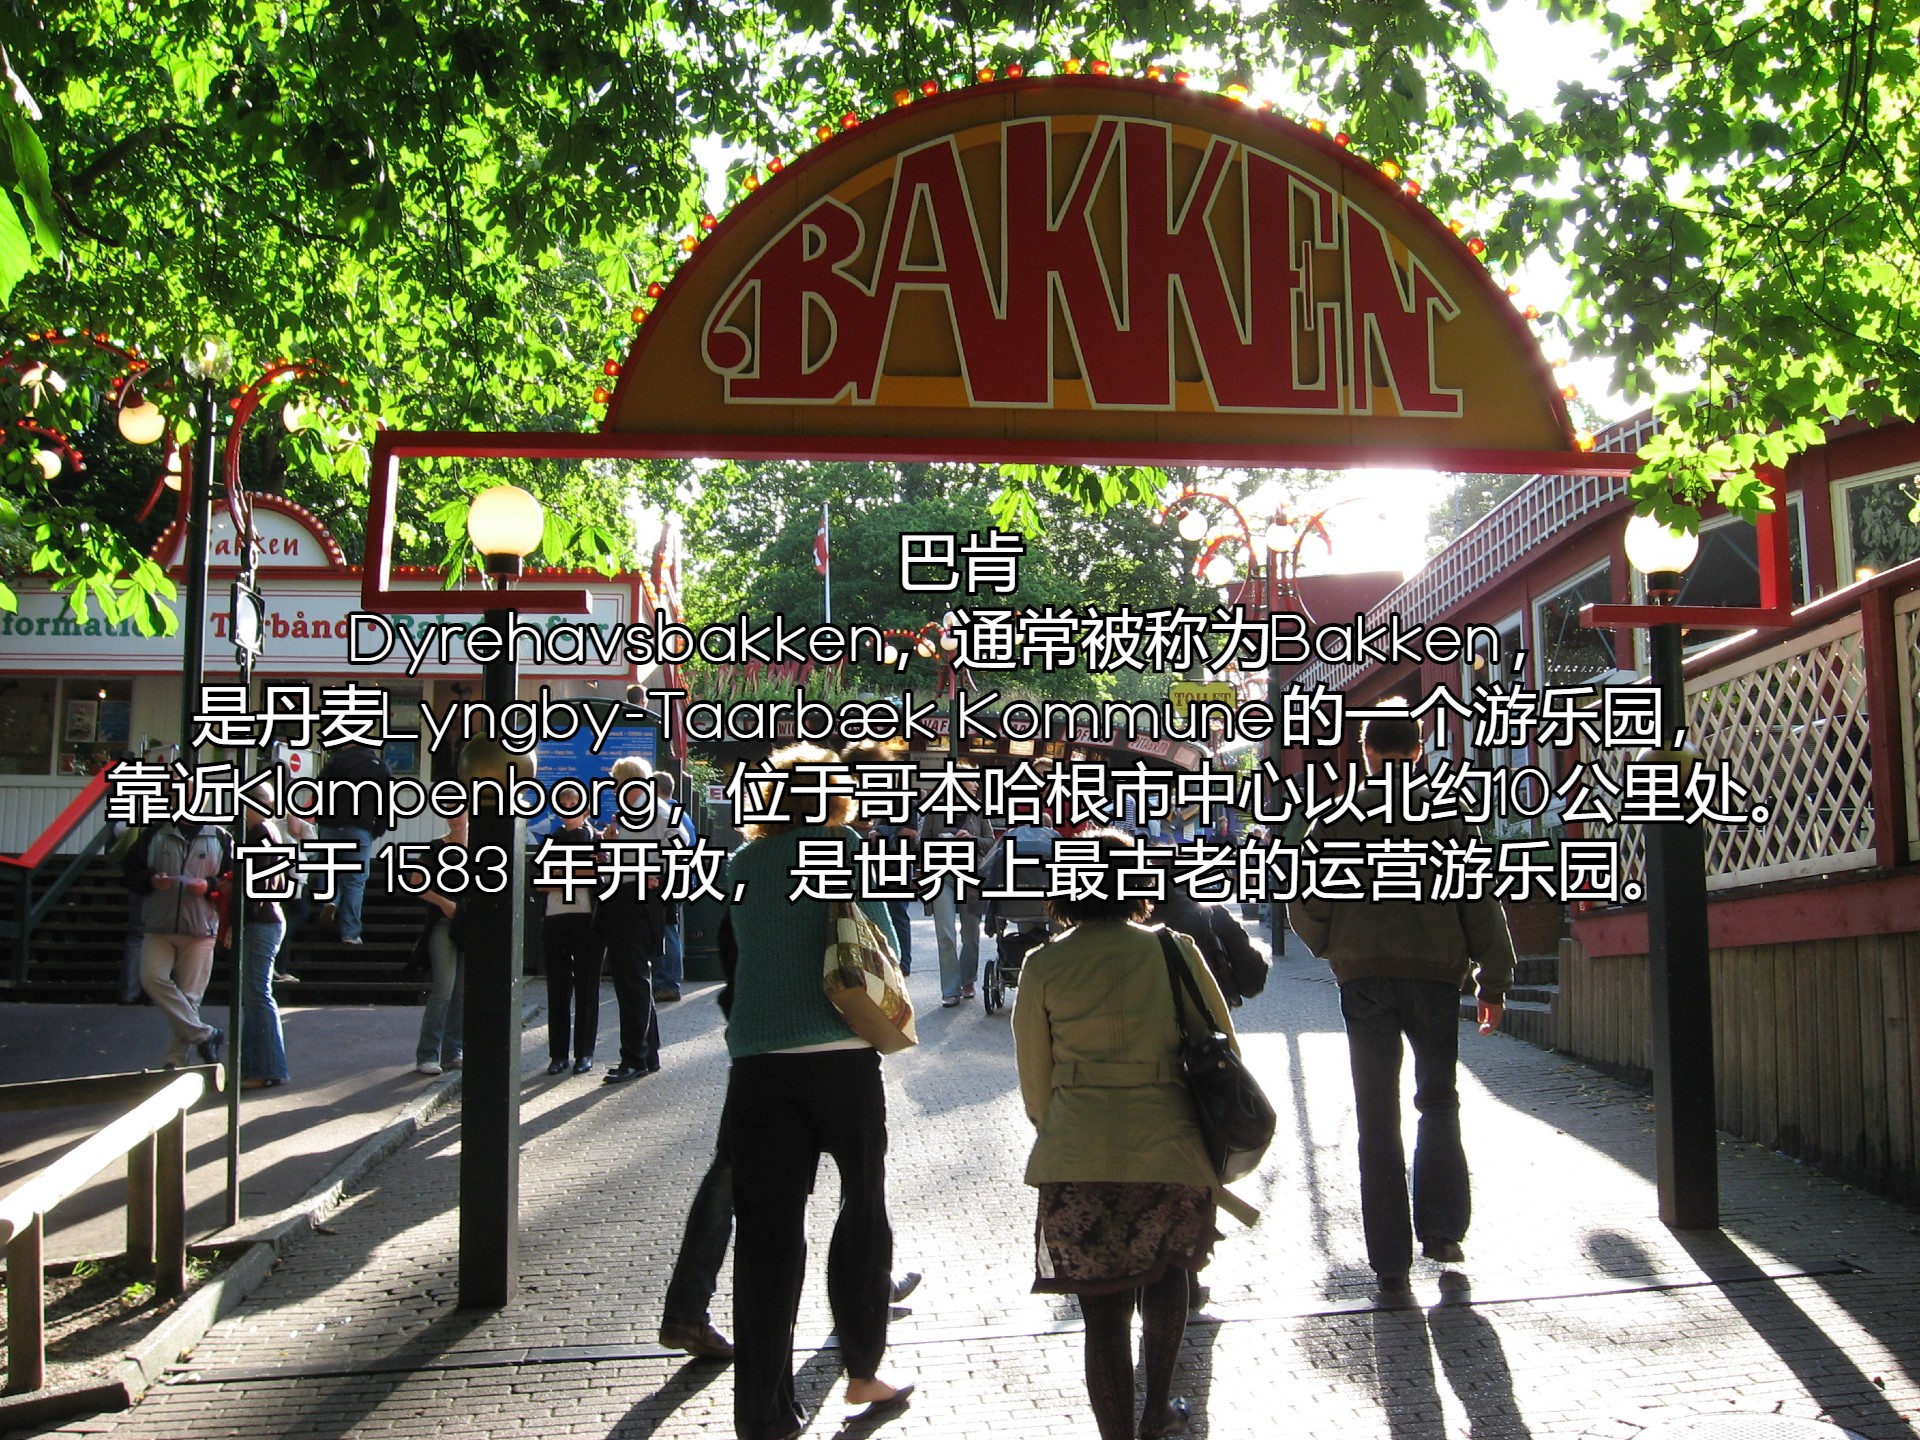 BAKKEN
Bakken
巴肯
Dyrehavsbakken，通常被称为Bakken，
是丹麦Lyngby-Taarbæk Kommune的一个游乐园，
靠近Klampenborg，位于哥本哈根市中心以北约10公里处。
它于 1583 年开放，是世界上最古老的运营游乐园。
TOILET